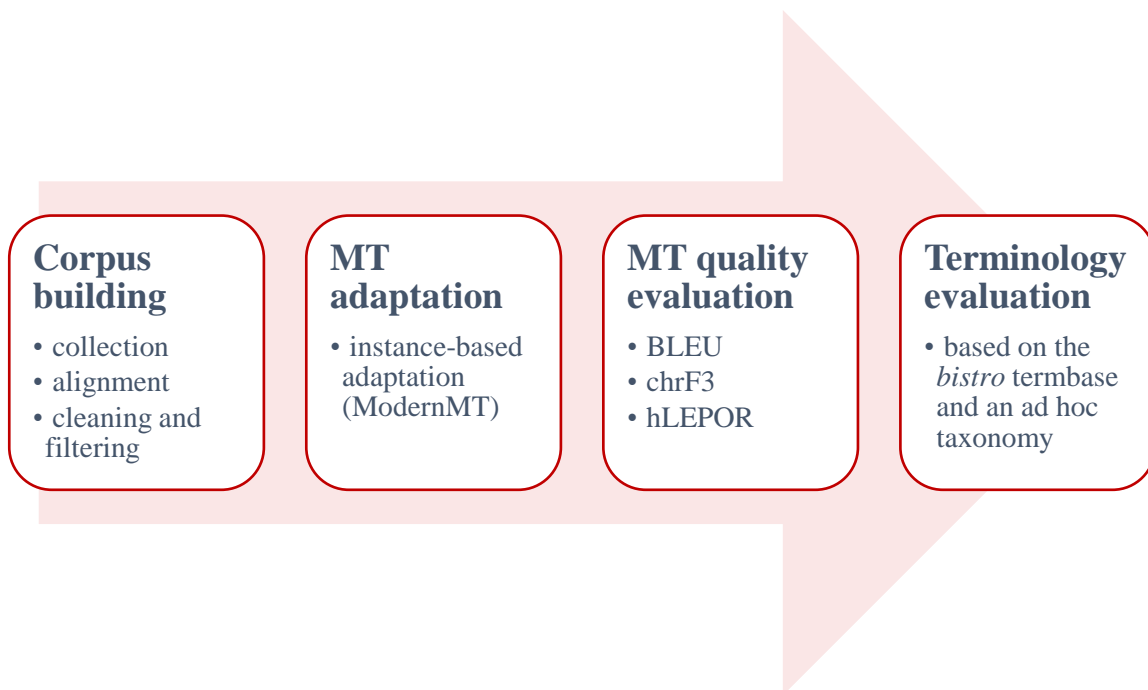 Corpus
building
• collection
• alignment
• cleaning and
filtering
MT
adaptation
• instance-based
adaptation
(ModernMT)
MT quality
evaluation
• BLEU
• chrF3
• hLEPOR
Terminology
evaluation
• based on the
bistro termbase
and an ad hoc
taxonomy